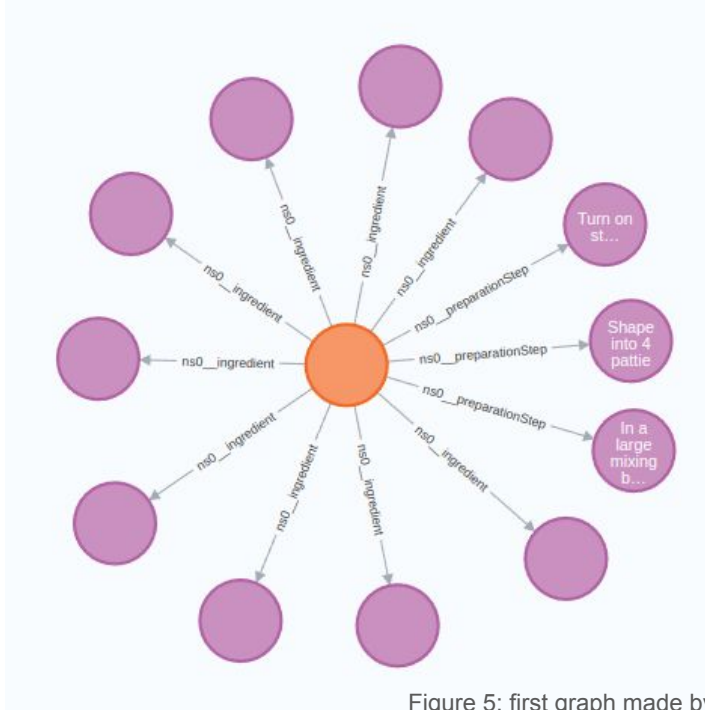 ns0__ingredient
ns0__ingredient
ns0__ingredient
ns0__ingredient
ns0__preparationStep
Turn on
st…
ns0__ingredient
ns0__preparationStep
Shape
into 4
pattie
ns0__preparationStep
In a
large
mixing
b…
ns0__ingredient
ns0__ingredient
ns0__ingredient
ns0__ingredient
Figure 5: first graph made by